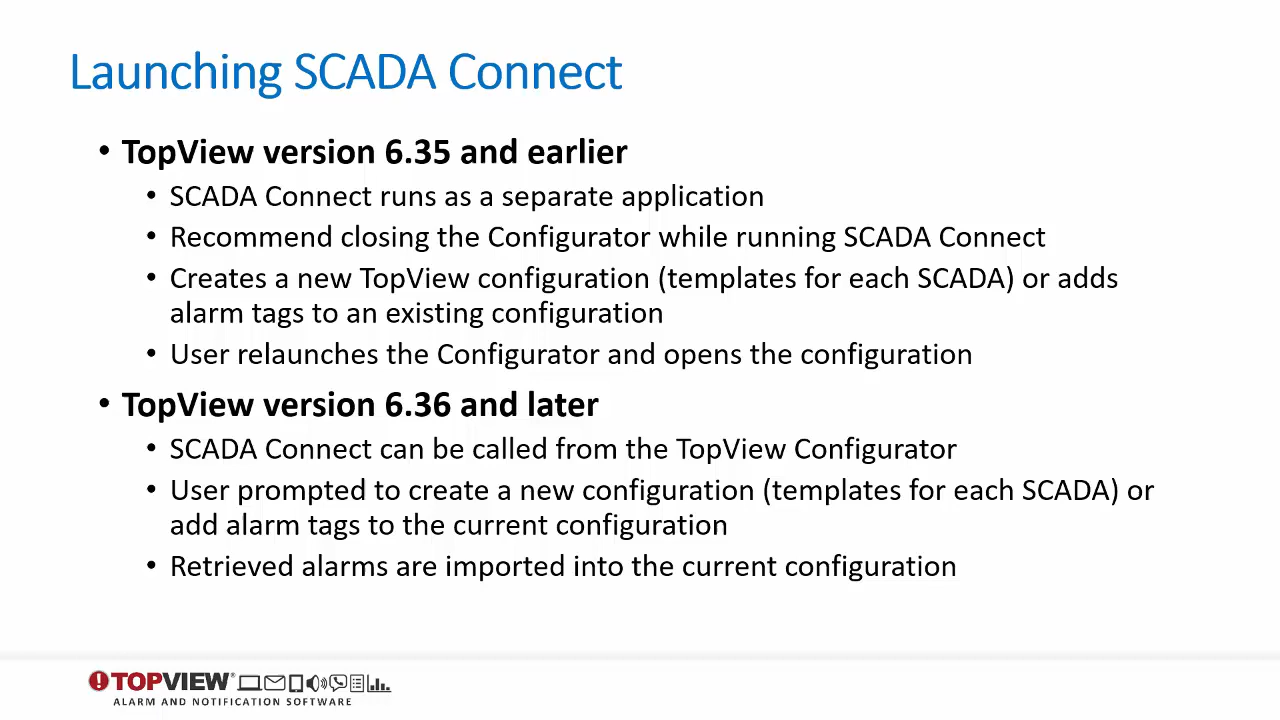 Launching SCADA Connect
• TopView version 6.35 and earlier
• SCADA Connect runs as a separate application
• Recommend closing the Configurator while running SCADA Connect
• Creates a new TopView configuration (templates for each SCADA) or adds
alarm tags to an existing configuration
• User relaunches the Configurator and opens the configuration
• TopView version 6.36 and later
• SCADA Connect can be called from the TopView Configurator
• User prompted to create a new configuration (templates for each SCADA) or
add alarm tags to the current configuration
• Retrieved alarms are imported into the current configuration
TOPVIEW®
ALARM AND NOTIFICATION SOFTWARE